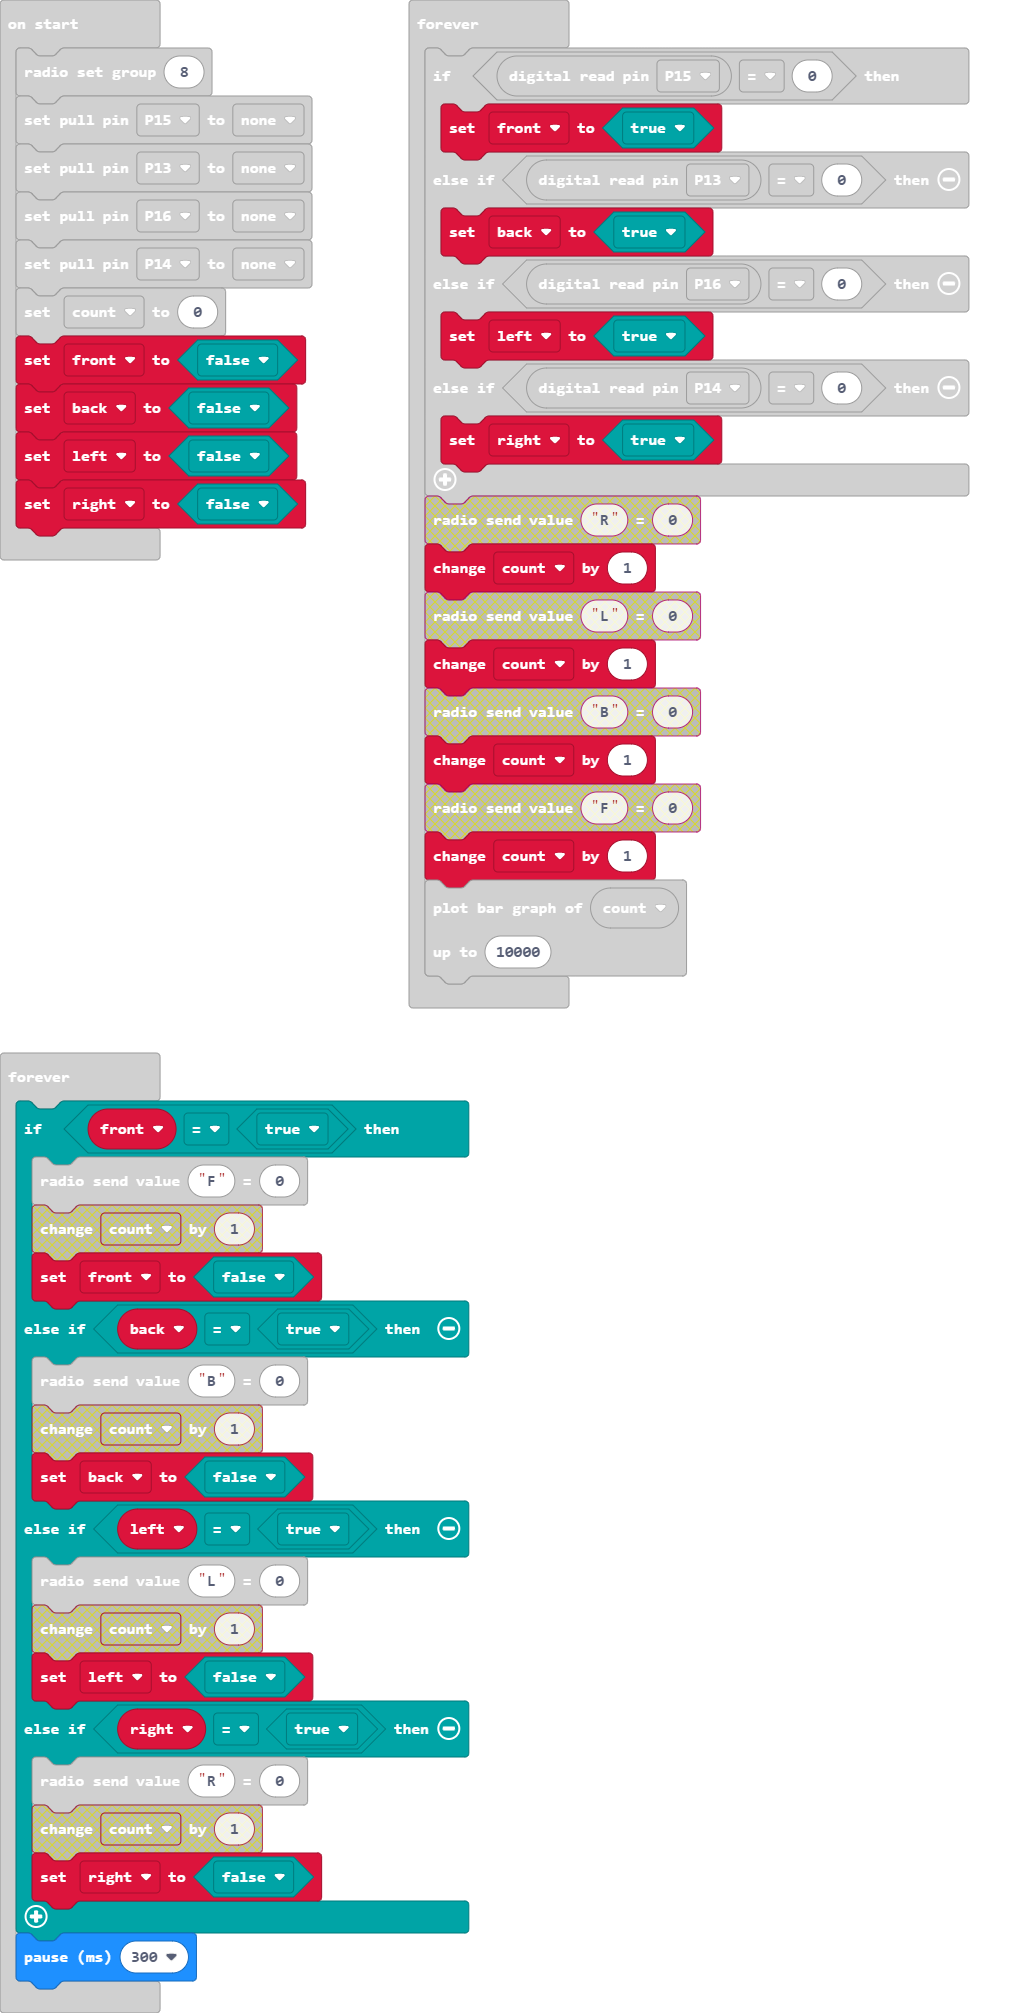 on start
radio set group 8
set pull pin P15 to none
set pull pin P13 to none
set pull pin P16 to none
set pull pin P14 to none
set count to 0
set front to false
set back to false
set left to false
set right to false
forever
if digital read pin P15 = 0 then
set front to true
else if digital read pin P13 = 0 then
set back to true
else if digital read pin P16 = 0 then
set left to true
else if digital read pin P14 = 0 then
set right to true
radio send value "R" = 0
change count by 1
radio send value "L" = 0
change count by 1
radio send value "B" = 0
change count by 1
radio send value "F" = 0
change count by 1
plot bar graph of count
up to 10000
forever
if front = true then
radio send value "F" = 0
change count by 1
set front to false
else if back = true then
radio send value "B" = 0
change count by 1
set back to false
else if left = true then
radio send value "L" = 0
change count by 1
set left to false
else if right = true then
radio send value "R" = 0
change count by 1
set right to false
pause (ms) 300